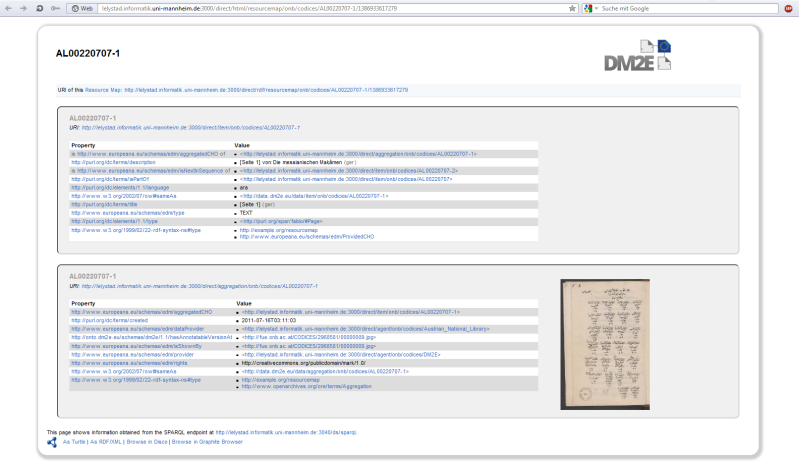 Web lelystad.informatik.uni-mannheim.de:3000/direct/html/resourcemap/onb/codices/AL00220707-1/1386933617279 Suche mit Google
AL00220707-1
DM2E
URI of this Resource Map: http://lelystad.informatik.uni-mannheim.de:3000/direct/rdf/resourcemap/onb/codices/AL00220707-1/1386933617279
AL00220707-1
URI: http://lelystad.informatik.uni-mannheim.de:3000/direct/item/onb/codices/AL00220707-1
Property Value
is http://www.europeana.eu/schemas/edm/aggregatedCHO of <http://lelystad.informatik.uni-mannheim.de:3000/direct/aggregation/onb/codices/AL00220707-1>
http://purl.org/dc/terms/description [Seite 1] von Die messianischen Makâmen (ger)
is http://www.europeana.eu/schemas/edm/isNextInSequence of <http://lelystad.informatik.uni-mannheim.de:3000/direct/item/onb/codices/AL00220707-2>
http://purl.org/dc/terms/isPartOf <http://lelystad.informatik.uni-mannheim.de:3000/direct/item/onb/codices/AL00220707>
http://purl.org/dc/elements/1.1/language ara
http://www.w3.org/2002/07/owl#sameAs <http://data.dm2e.eu/data/item/onb/codices/AL00220707-1>
http://purl.org/dc/terms/title [Seite 1] (ger)
http://www.europeana.eu/schemas/edm/type TEXT
http://purl.org/dc/elements/1.1/type <http://purl.org/spar/fabio/#Page>
http://www.w3.org/1999/02/22-rdf-syntax-ns#type http://example.org/resourcemap
http://www.europeana.eu/schemas/edm/ProvidedCHO
AL00220707-1
URI: http://lelystad.informatik.uni-mannheim.de:3000/direct/aggregation/onb/codices/AL00220707-1
Property Value
http://www.europeana.eu/schemas/edm/aggregatedCHO <http://lelystad.informatik.uni-mannheim.de:3000/direct/item/onb/codices/AL00220707-1>
http://purl.org/dc/terms/created 2011-07-16T03:11:03
http://www.europeana.eu/schemas/edm/dataProvider <http://lelystad.informatik.uni-mannheim.de:3000/direct/agent/onb/codices/Austrian_National_Library>
http://onto.dm2e.eu/schemas/dm2e/1.1/hasAnnotatableVersionAt
http://www.europeana.eu/schemas/edm/isShownBy
http://www.europeana.eu/schemas/edm/provider <http://lelystad.informatik.uni-mannheim.de:3000/direct/agent/onb/codices/DM2E>
http://www.europeana.eu/schemas/edm/rights http://creativecommons.org/publicdomain/mark/1.0/
http://www.w3.org/2002/07/owl#sameAs <http://data.dm2e.eu/data/aggregation/onb/codices/AL00220707-1>
http://www.w3.org/1999/02/22-rdf-syntax-ns#type http://example.org/resourcemap
http://www.openarchives.org/ore/terms/Aggregation
This page shows information obtained from the SPARQL endpoint at http://lelystad.informatik.uni-mannheim.de:3040/ds/sparql.
As Turtle | As RDF/XML | Browse in Disco | Browse in Graphite Browser